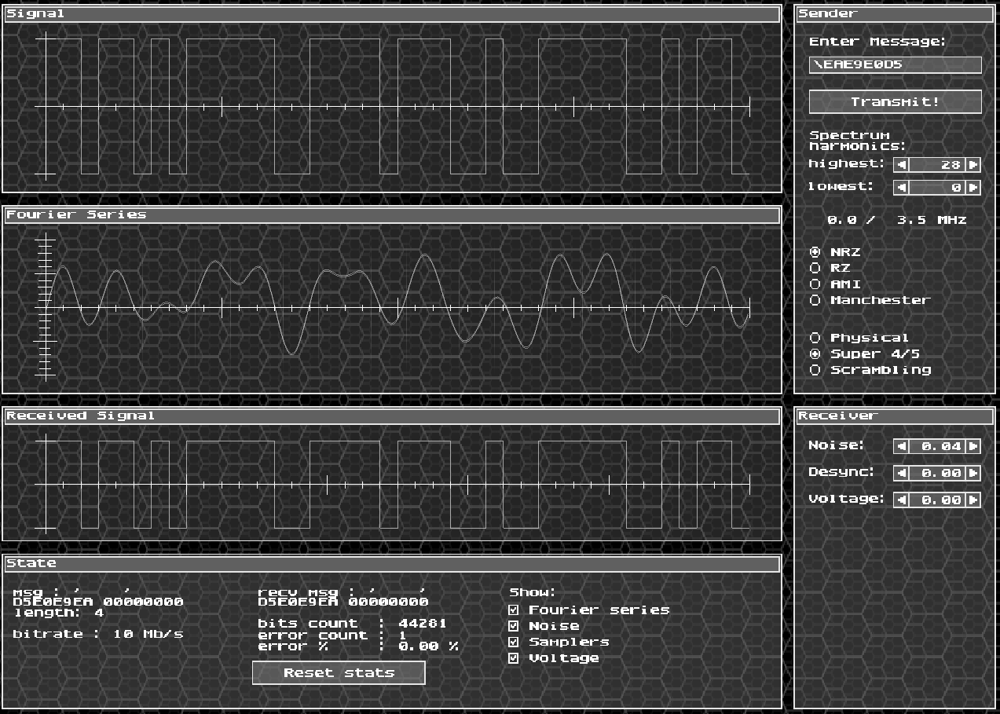 Signal
Sender
Enter Message:
\EAE9E0D5
Transmit!
Spectrum
harmonics:
highest: 28
lowest: 0
0.0 / 3.5 MHz
NRZ
RZ
AMI
Manchester
Physical
Super 4/5
Scrambling
Fourier Series
Received Signal
Receiver
Noise: 0.04
Desync: 0.00
Voltage: 0.00
State
msg : ' '
D5E0E9EA 00000000
length: 4
bitrate : 10 Mb/s
recv msg : ' '
D5E0E9EA 00000000
bits count : 44281
error count : 1
error % : 0.00 %
Reset stats
Show:
Fourier series
Noise
Samplers
Voltage